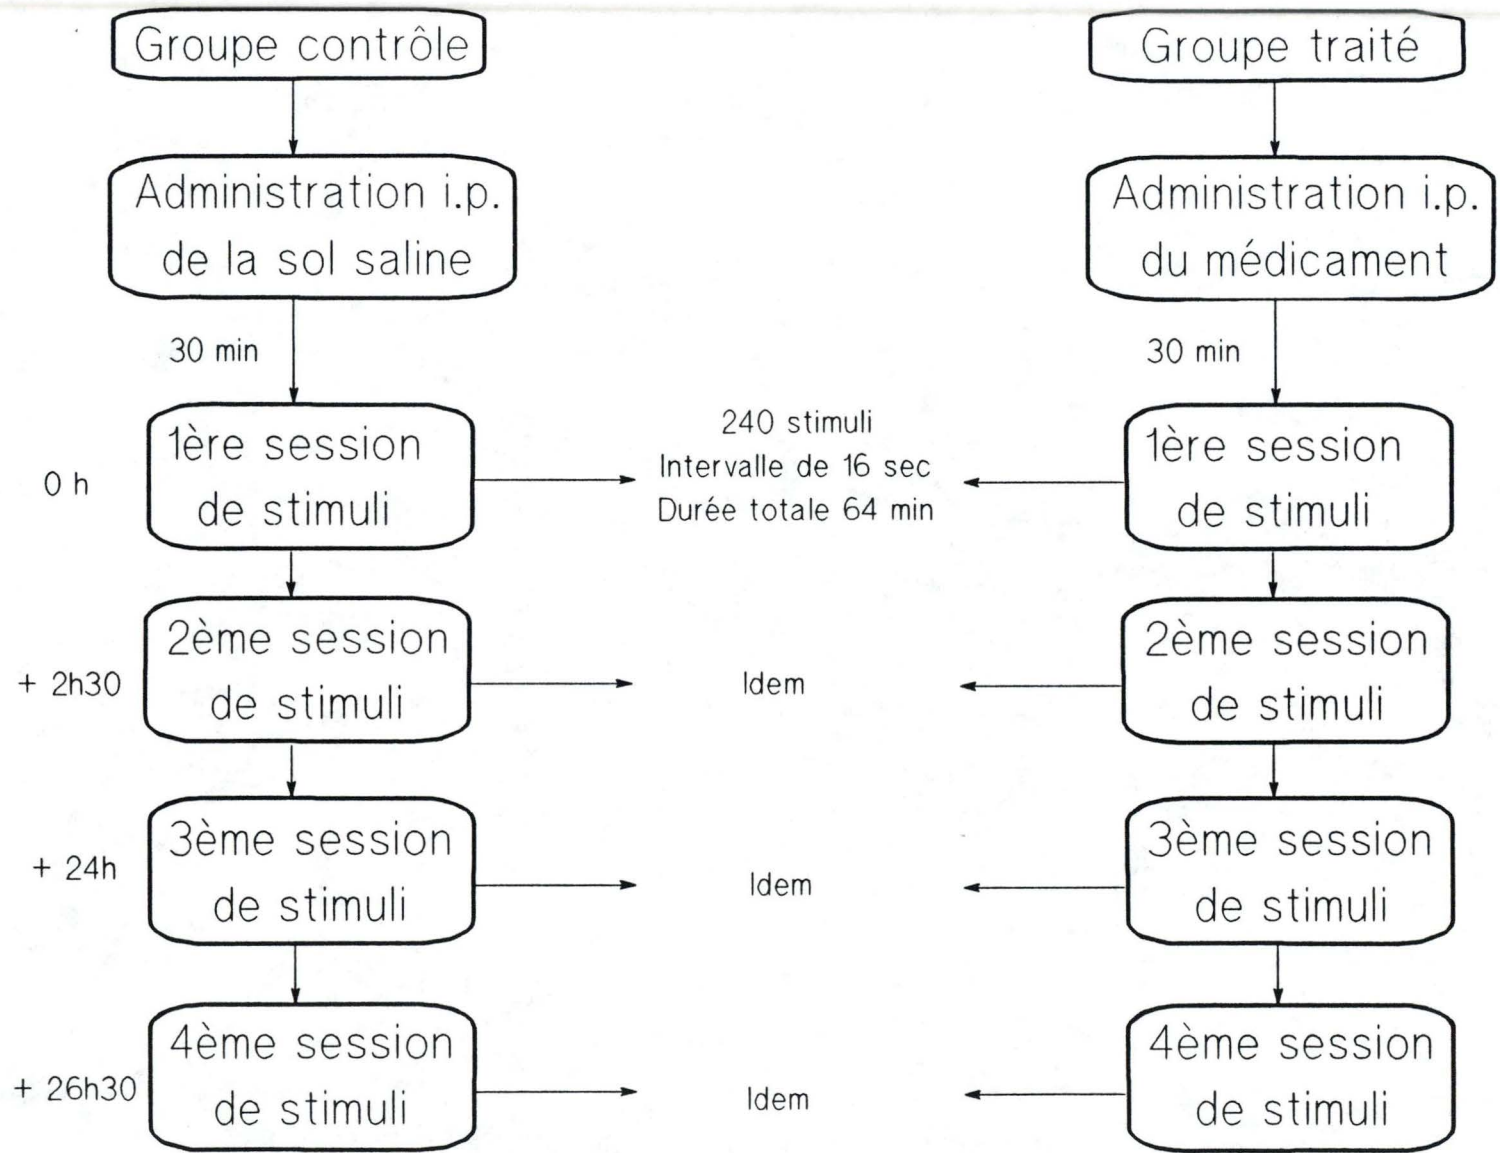 Groupe contrôle
Groupe traité
Administration i.p.
de la sol saline
Administration i.p.
du médicament
30 min
30 min
1ère session
de stimuli
0 h
240 stimuli
Intervalle de 16 sec
Durée totale 64 min
1ère session
de stimuli
2ème session
de stimuli
+ 2h30
Idem
2ème session
de stimuli
3ème session
de stimuli
+ 24h
Idem
3ème session
de stimuli
4ème session
de stimuli
+ 26h30
Idem
4ème session
de stimuli